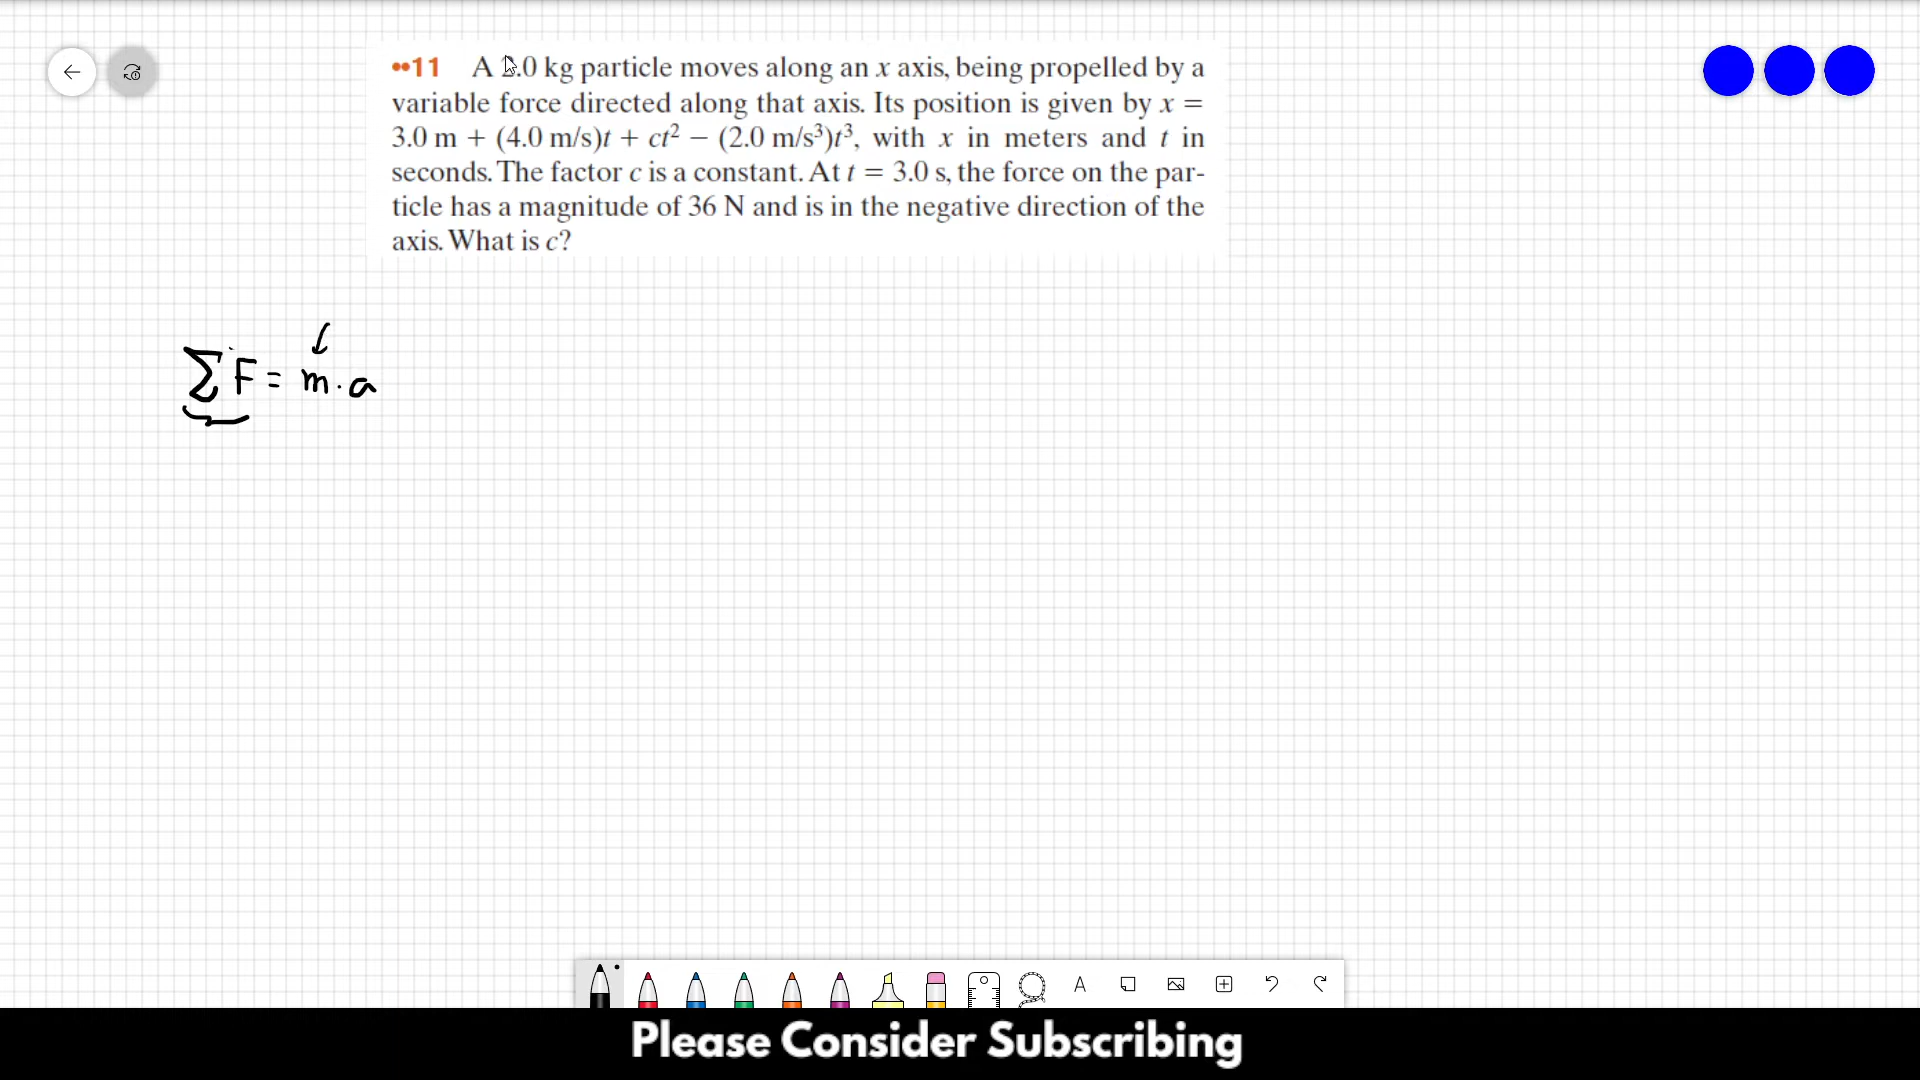 ••11 A 2.0 kg particle moves along an x axis, being propelled by a
variable force directed along that axis. Its position is given by x =
3.0 m + (4.0 m/s)t + ct² − (2.0 m/s³)t³, with x in meters and t in
seconds. The factor c is a constant. At t = 3.0 s, the force on the par-
ticle has a magnitude of 36 N and is in the negative direction of the
axis. What is c?
∑ F = m · a
A
Please Consider Subscribing